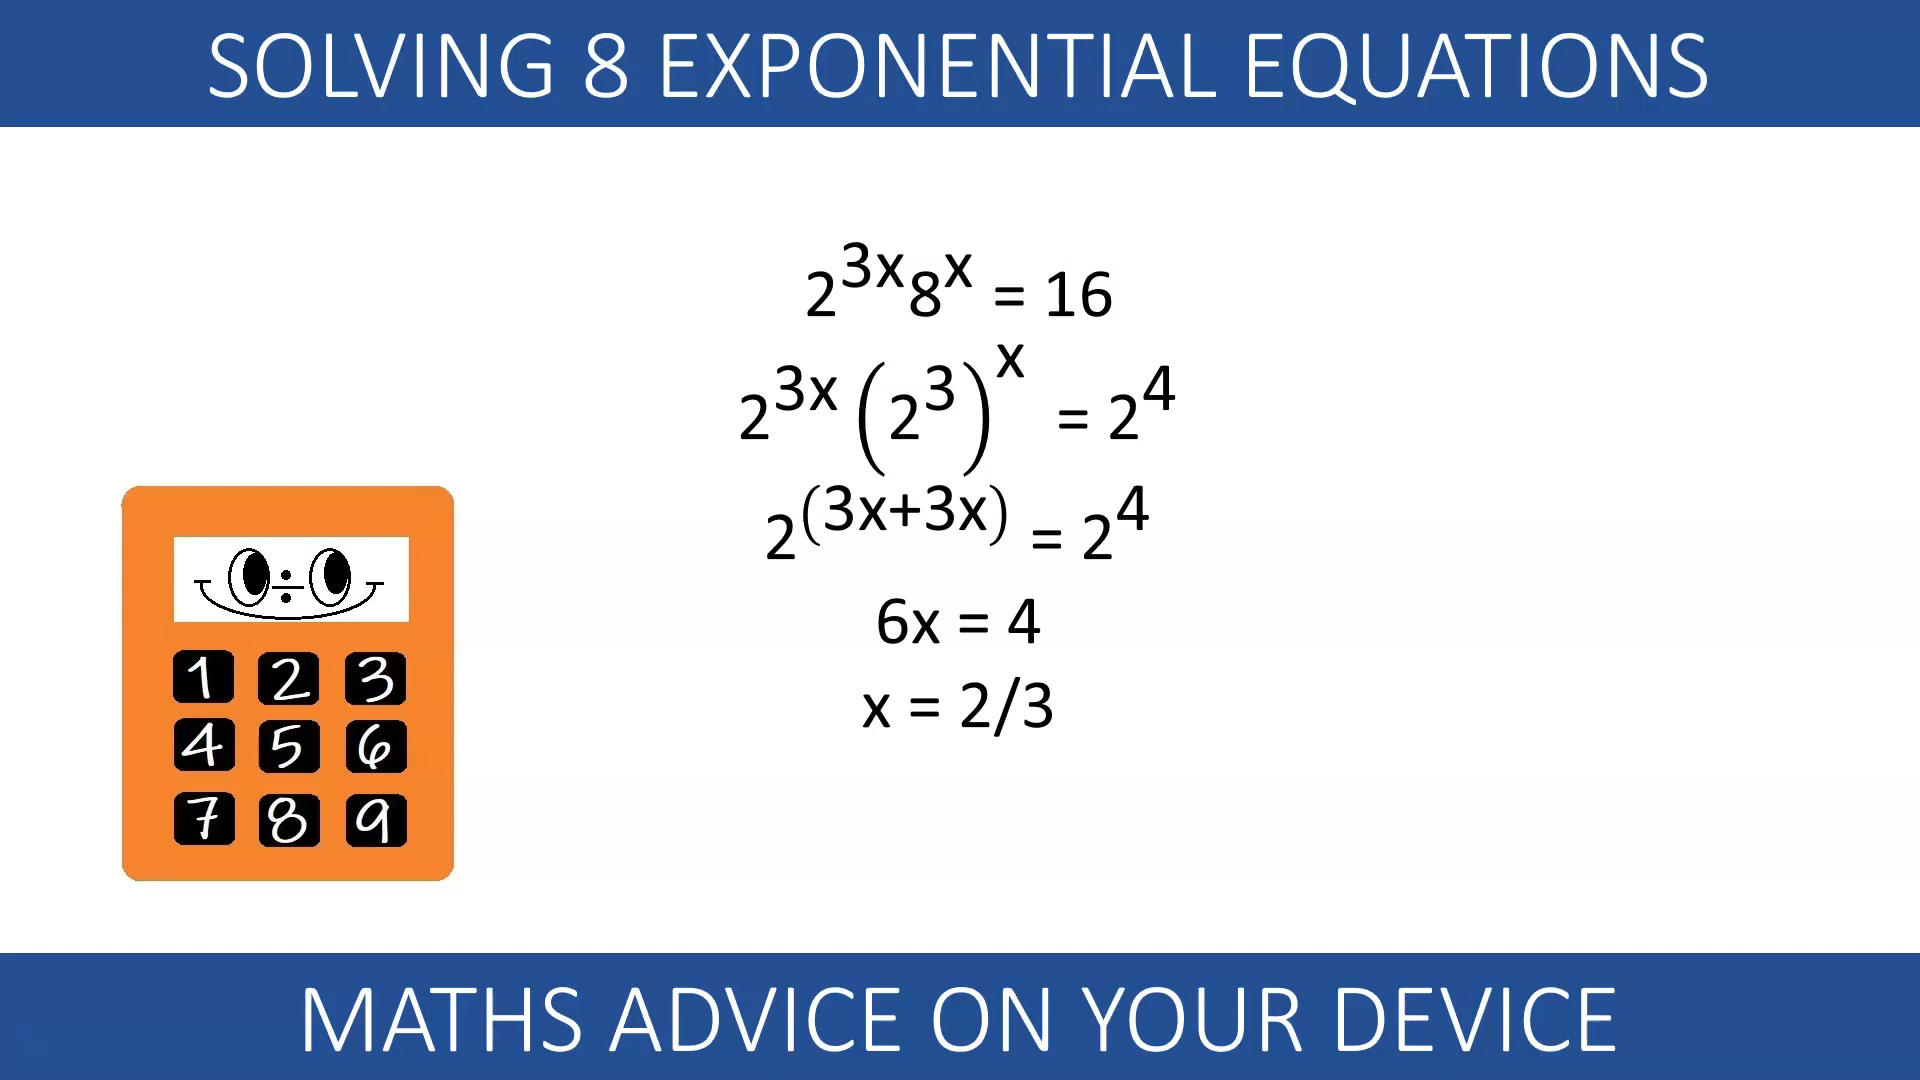 SOLVING 8 EXPONENTIAL EQUATIONS
2^{3x}8^{x} = 16
2^{3x}(2^{3})^{x} = 2^{4}
2^{(3x+3x)} = 2^{4}
6x = 4
x = 2/3
÷
1 2 3
4 5 6
7 8 9
MATHS ADVICE ON YOUR DEVICE